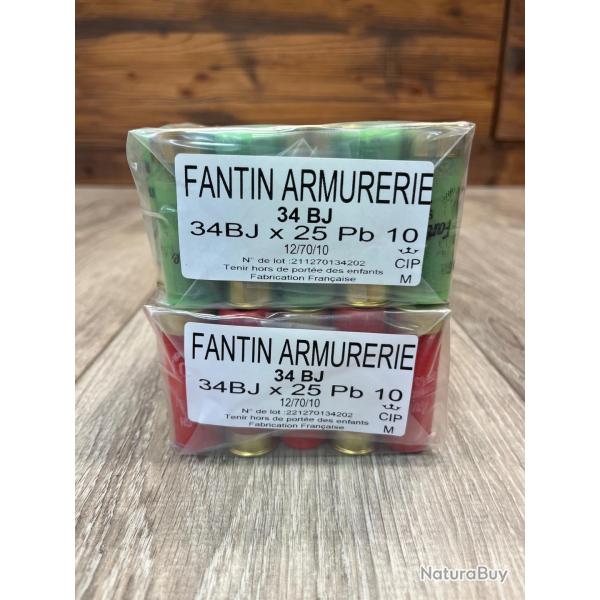 FANTIN ARMURERIE
34 BJ
34BJ x 25 Pb 10
12/70/10
N° de lot :211270134202
Tenir hors de portée des enfants
Fabrication Française
CIP
M
FANTIN ARMURERIE
34 BJ
34BJ x 25 Pb 10
12/70/10
N° de lot :221270134202
Tenir hors de portée des enfants
Fabrication Française
CIP
M
NaturaBuy